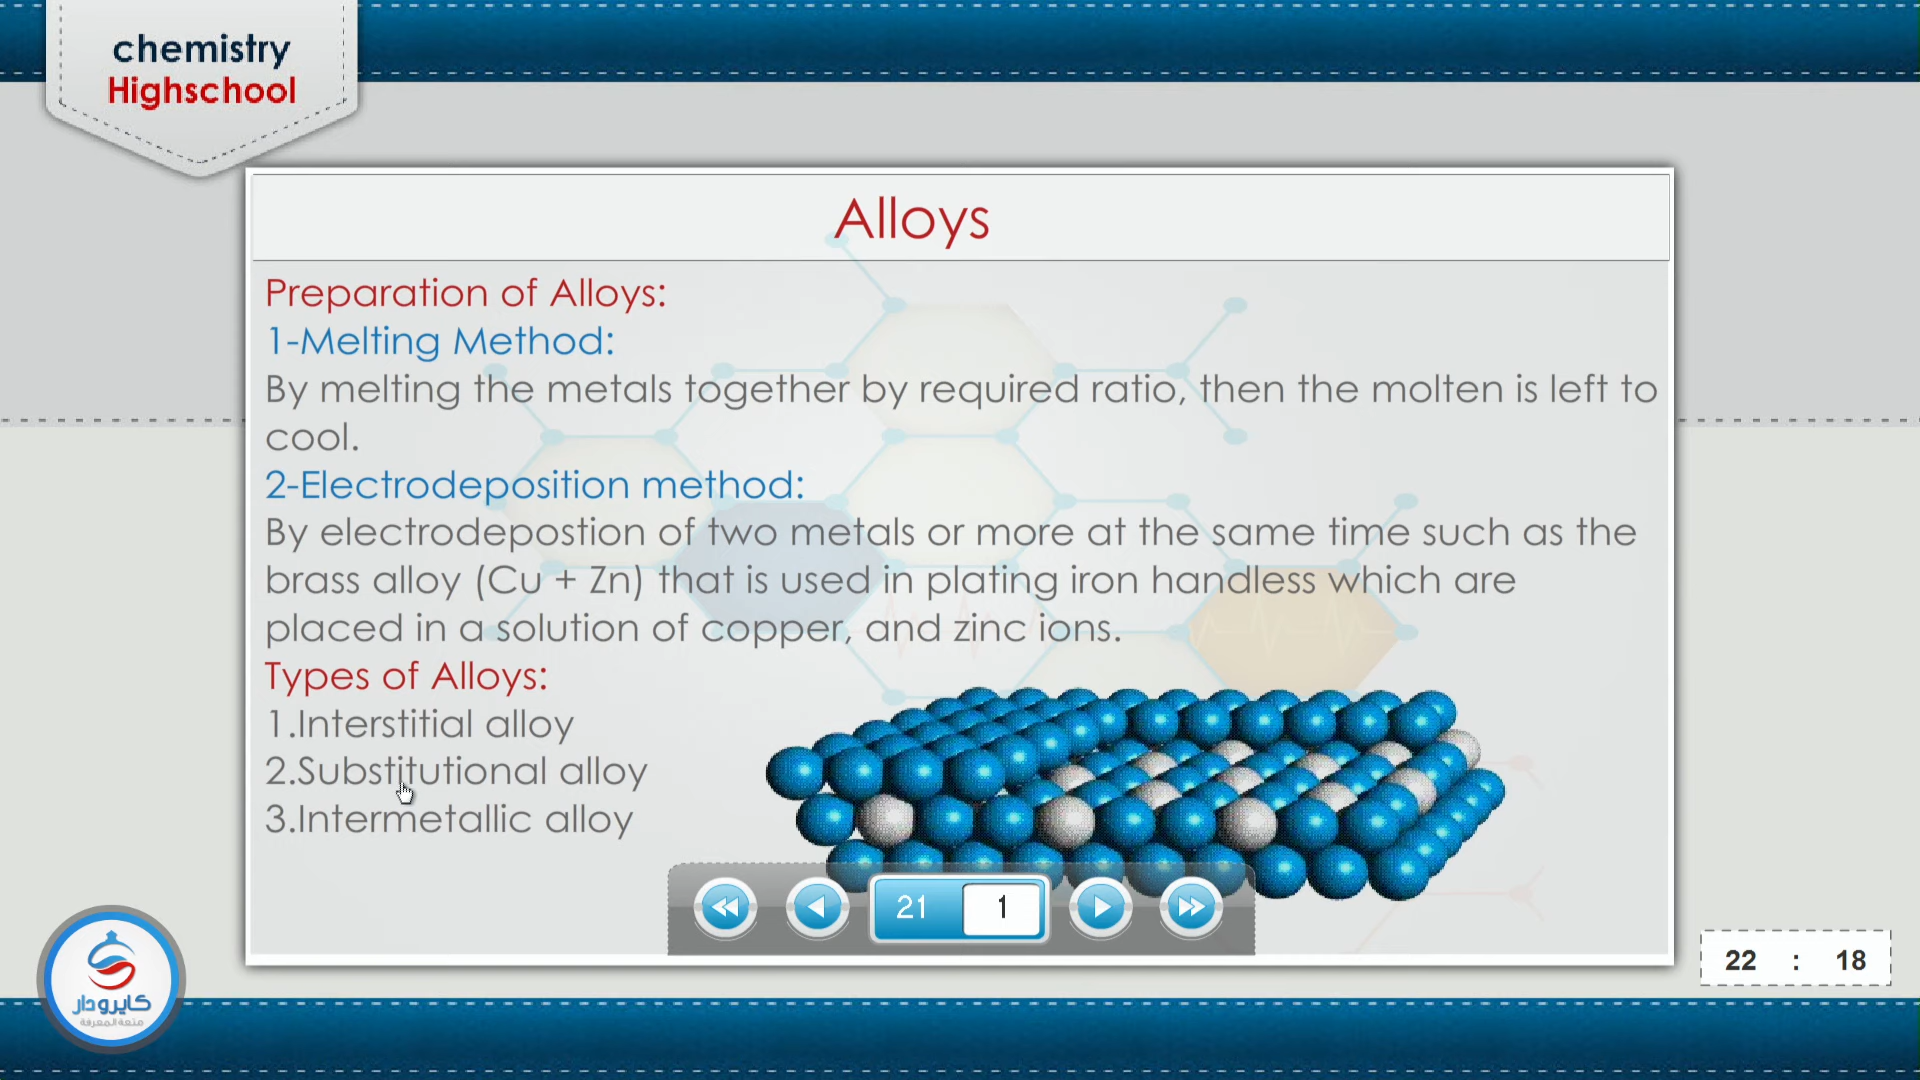 chemistry
Highschool
Alloys
Preparation of Alloys:
1-Melting Method:
By melting the metals together by required ratio, then the molten is left to
cool.
2-Electrodeposition method:
By electrodepostion of two metals or more at the same time such as the
brass alloy (Cu + Zn) that is used in plating iron handless which are
placed in a solution of copper, and zinc ions.
Types of Alloys:
1.Interstitial alloy
2.Substitutional alloy
3.Intermetallic alloy
21 1
22 : 18
كايرودار
متعة المعرفة